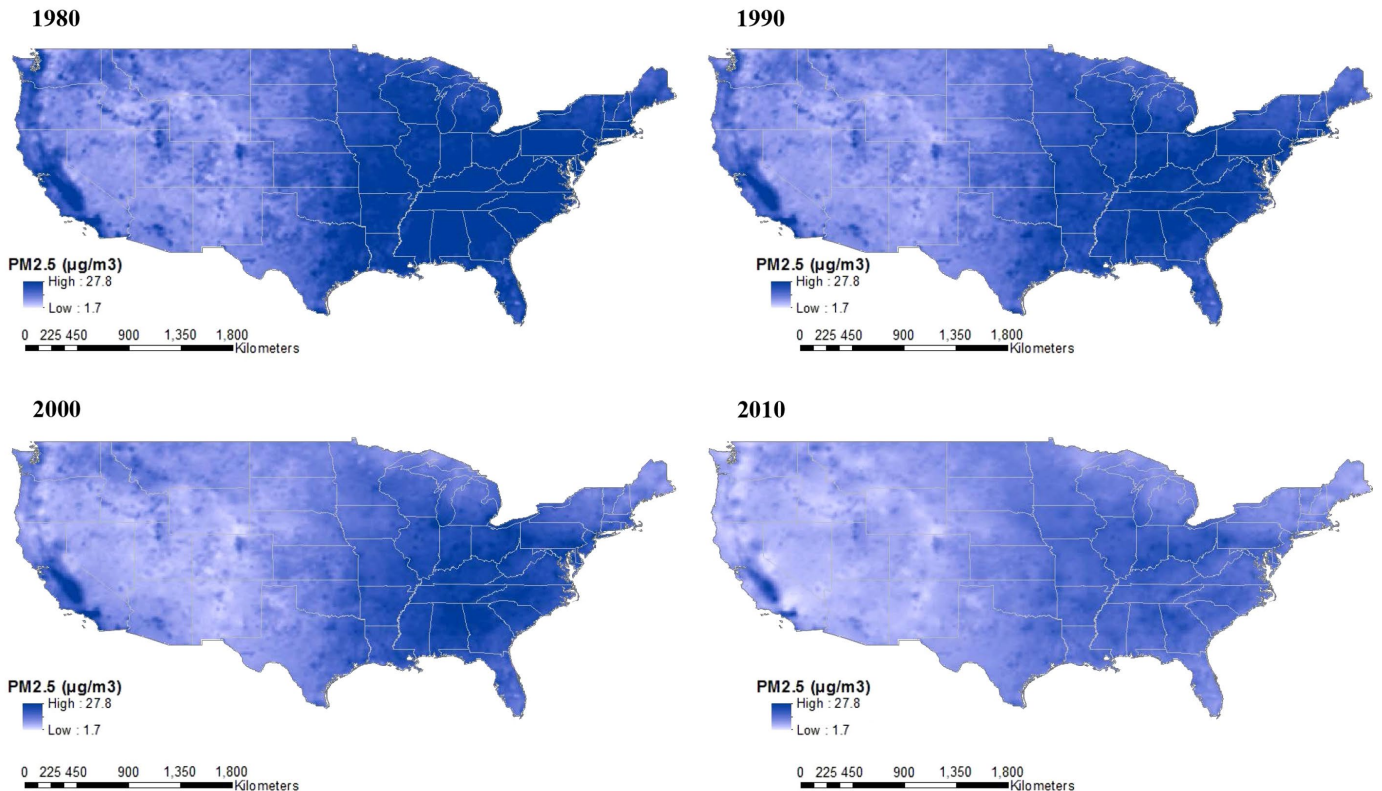 1980
PM2.5 (µg/m3)
High : 27.8
Low : 1.7
0 225 450 900 1,350 1,800
Kilometers
1990
PM2.5 (µg/m3)
High : 27.8
Low : 1.7
0 225 450 900 1,350 1,800
Kilometers
2000
PM2.5 (µg/m3)
High : 27.8
Low : 1.7
0 225 450 900 1,350 1,800
Kilometers
2010
PM2.5 (µg/m3)
High : 27.8
Low : 1.7
0 225 450 900 1,350 1,800
Kilometers